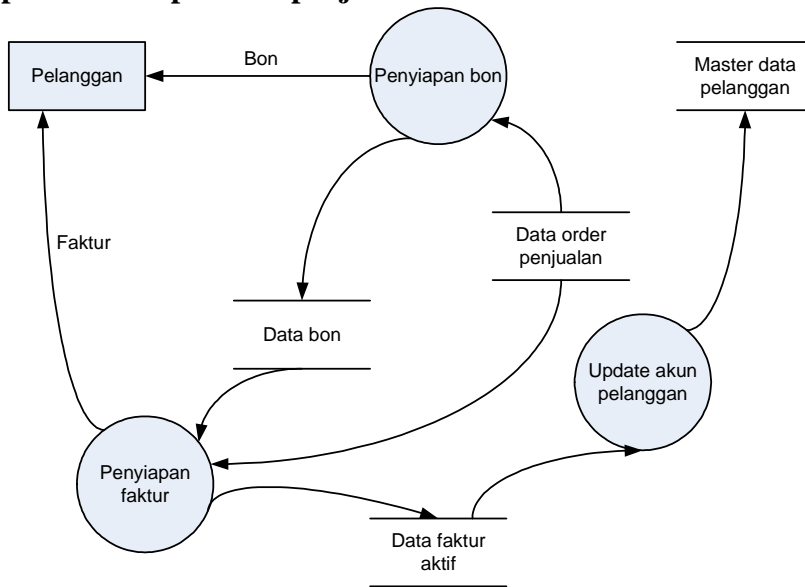 Pelanggan
Bon
Penyiapan bon
Master data
pelanggan
Faktur
Data order
penjualan
Data bon
Update akun
pelanggan
Penyiapan
faktur
Data faktur
aktif